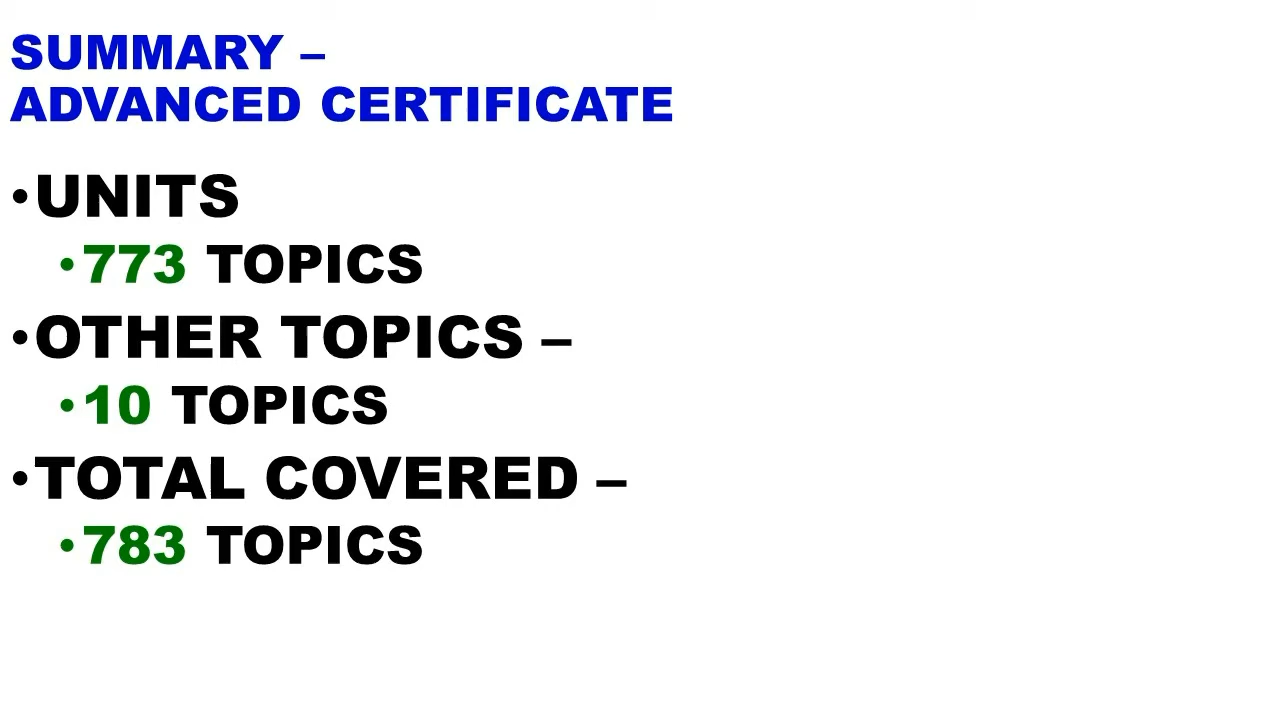 SUMMARY –
ADVANCED CERTIFICATE
•UNITS
•773 TOPICS
•OTHER TOPICS –
•10 TOPICS
•TOTAL COVERED –
•783 TOPICS